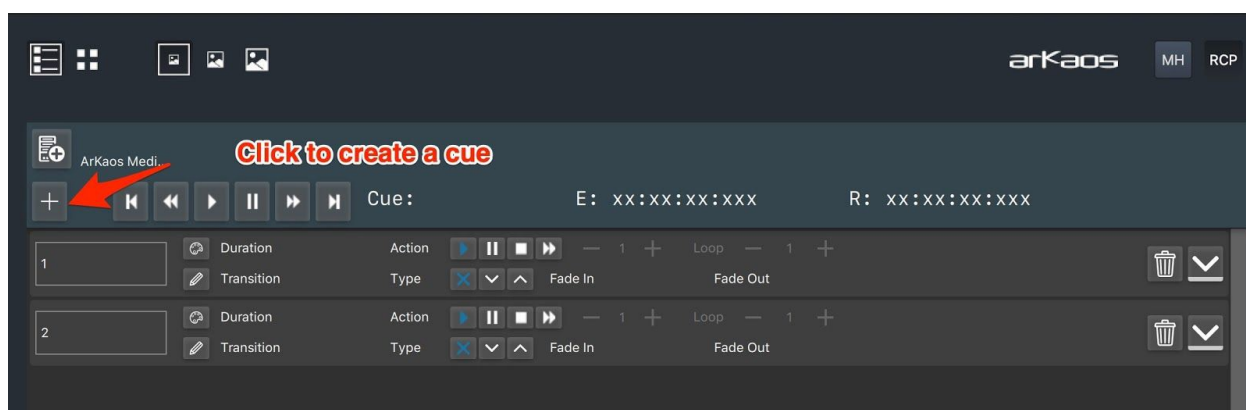 arKaos MH RCP
ArKaos Medi... Click to create a cue
Cue: E: xx:xx:xx:xxx R: xx:xx:xx:xxx
1 Duration Action 1 Loop 1
Transition Type Fade In Fade Out
2 Duration Action 1 Loop 1
Transition Type Fade In Fade Out